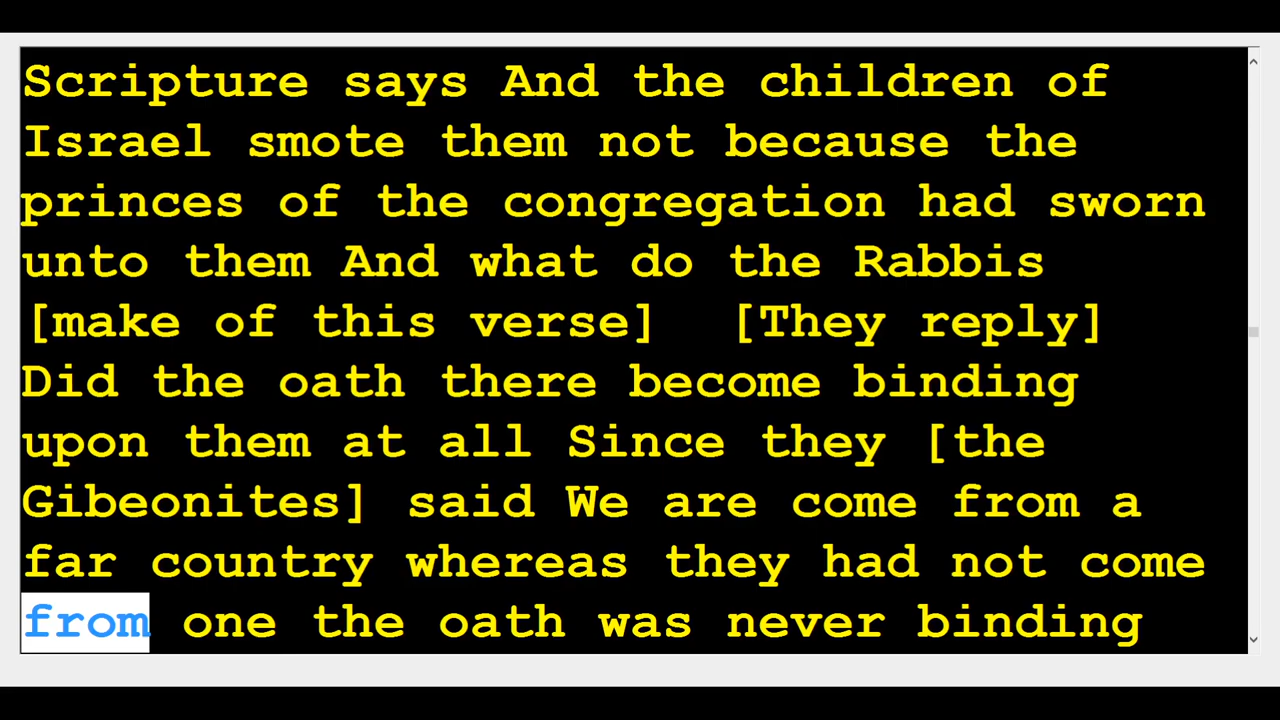 Scripture says And the children of
Israel smote them not because the
princes of the congregation had sworn
unto them And what do the Rabbis
[make of this verse]  [They reply]
Did the oath there become binding
upon them at all Since they [the
Gibeonites] said We are come from a
far country whereas they had not come
from one the oath was never binding